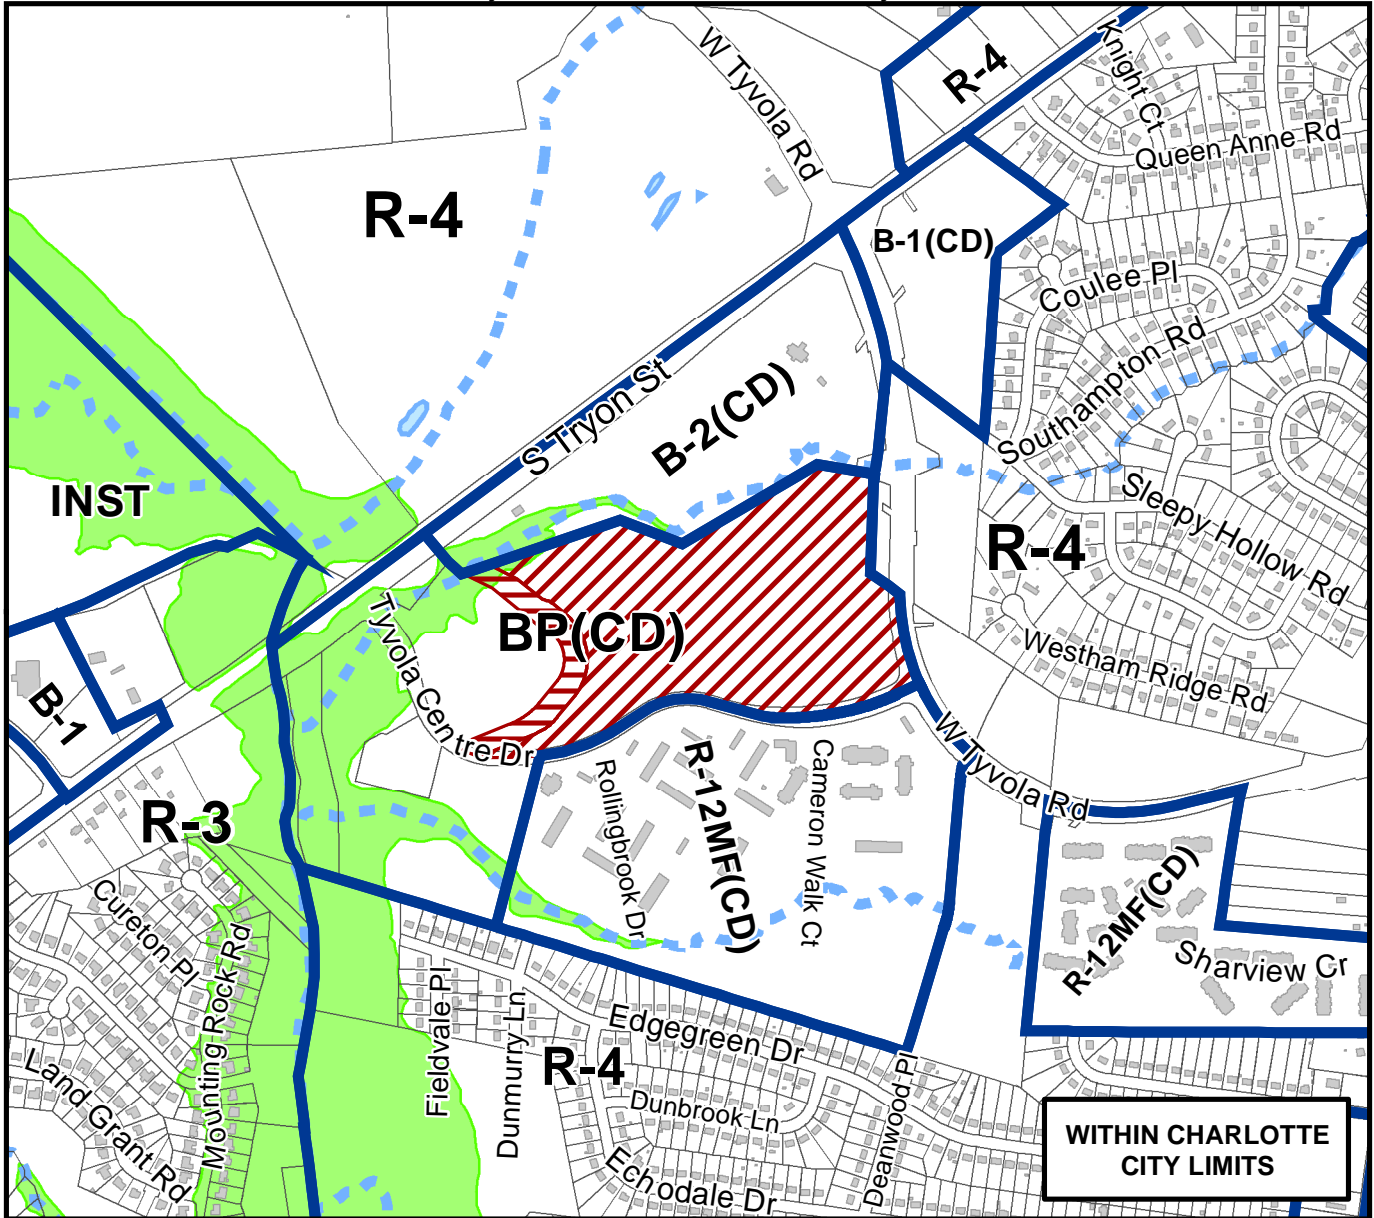 W Tyvola Rd
R-4
Knight Ct
Queen Anne Rd
R-4
B-1(CD)
Coulee Pl
S Tryon St
B-2(CD)
Southampton Rd
INST
Sleepy Hollow Rd
R-4
BP(CD)
Tyvola Centre Dr
Westham Ridge Rd
B-1
W Tyvola Rd
R-3
Rollingbrook Dr
R-12MF(CD)
Cameron Walk Ct
R-12MF(CD)
Sharview Cr
Cureton Pl
Mounting Rock Rd
Land Grant Rd
Fieldvale Pl
Dunmurry Ln
Edgegreen Dr
R-4
Dunbrook Ln
Echodale Dr
Deanwood Pl
WITHIN CHARLOTTE
CITY LIMITS